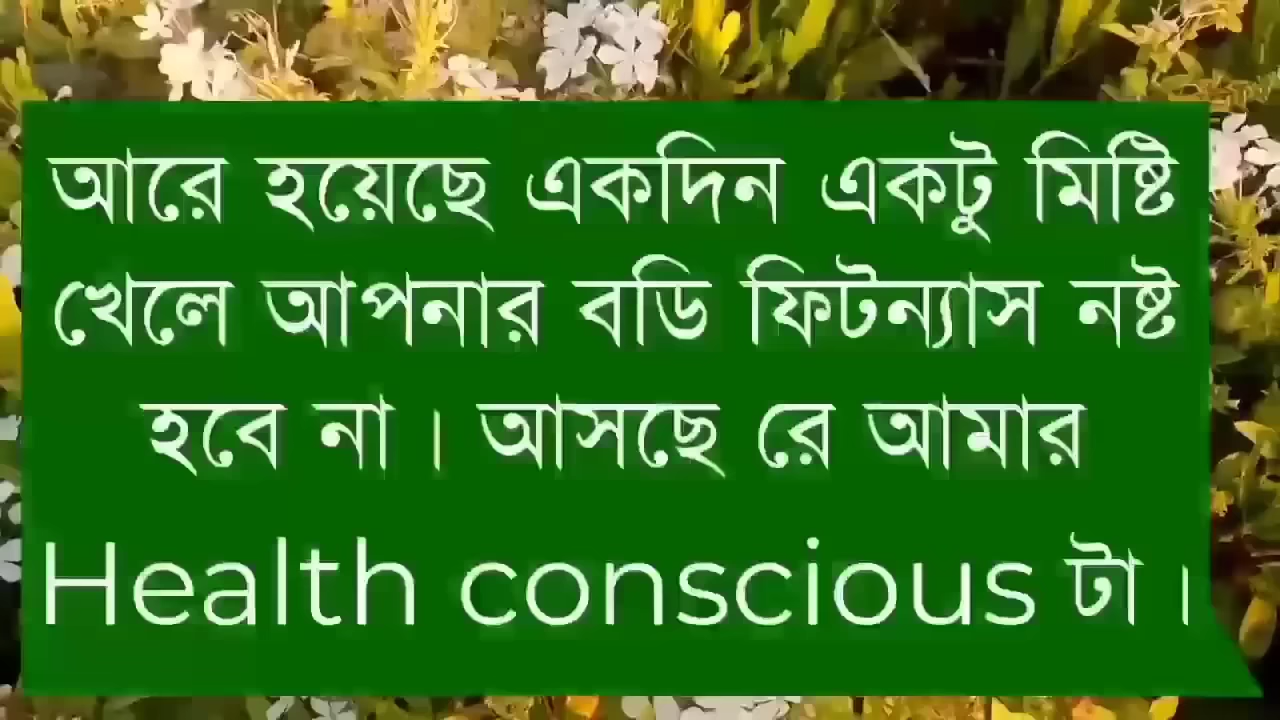 আরে হয়েছে একদিন একটু মিষ্টি
খেলে আপনার বডি ফিটন্যাস নষ্ট
হবে না। আসছে রে আমার
Health conscious টা।